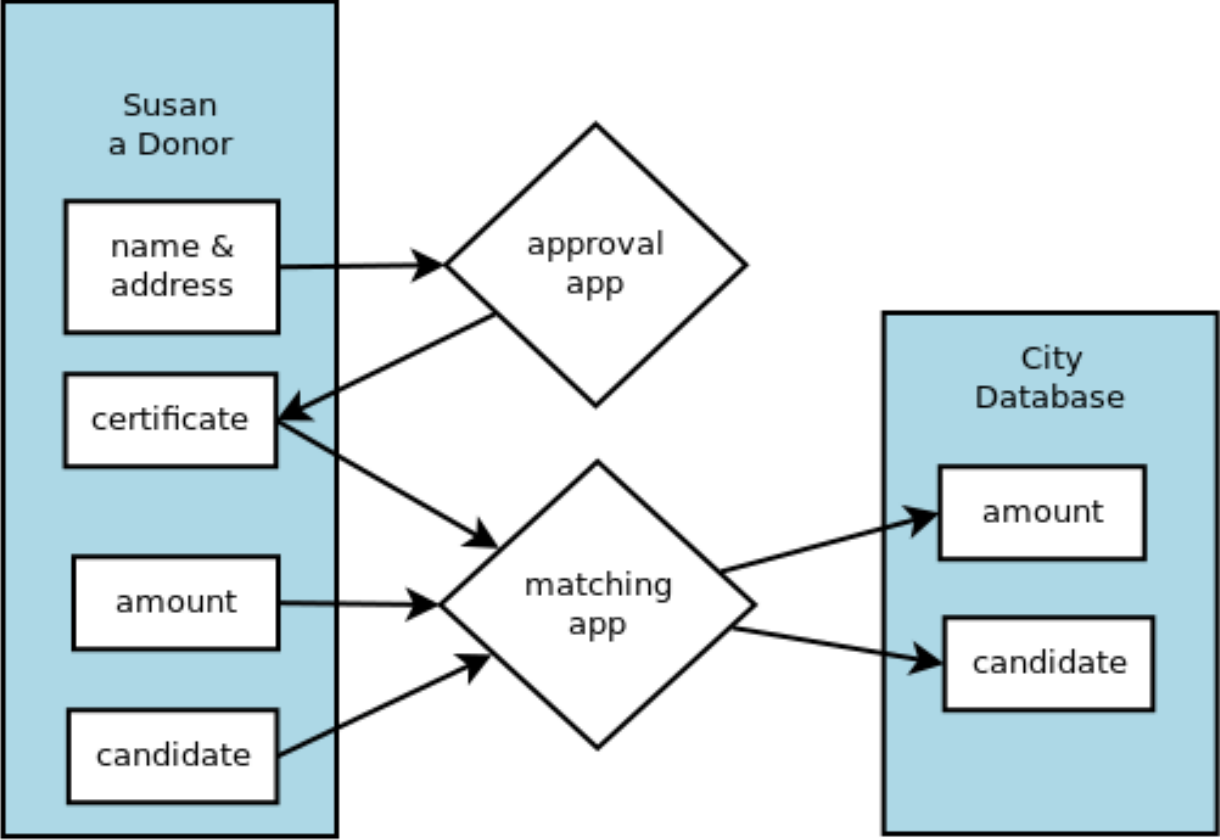 Susan
a Donor
name &
address
certificate
amount
candidate
approval
app
matching
app
City
Database
amount
candidate